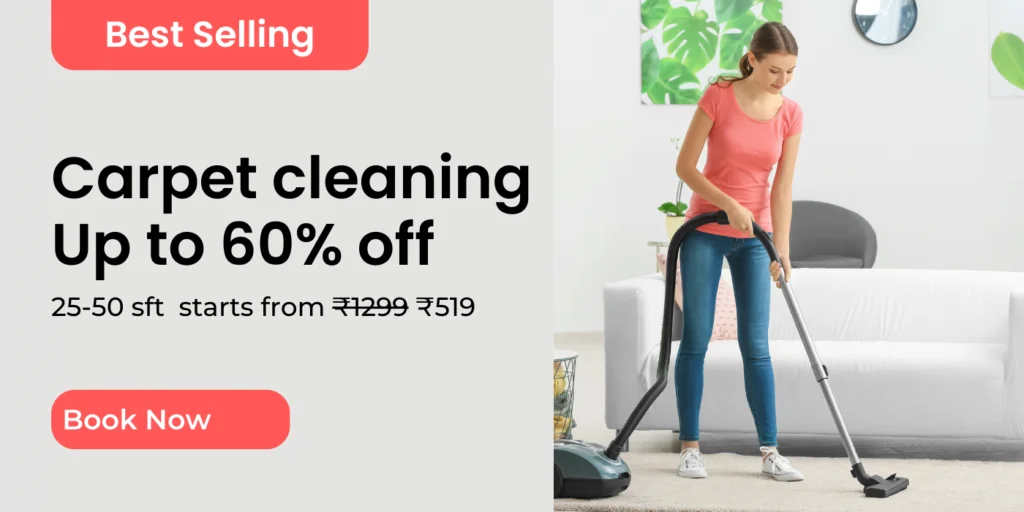 Best Selling
Carpet cleaning
Up to 60% off
25-50 sft starts from ₹1299 ₹519
Book Now